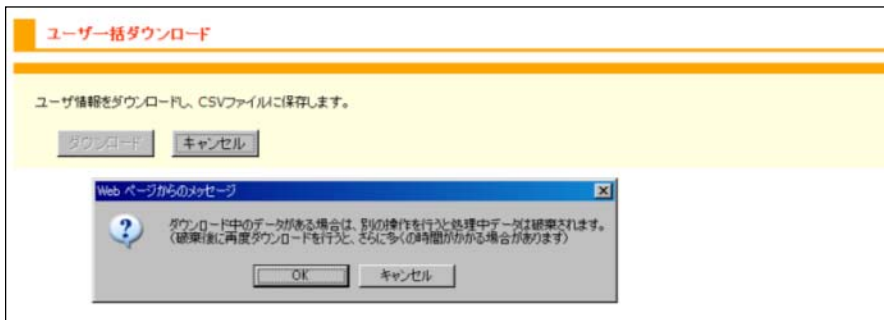 ユーザ一括ダウンロード
ユーザ情報をダウンロードし、CSVファイルに保存します。
ダウンロード キャンセル
Web ページからのメッセージ
ダウンロード中のデータがある場合は、別の操作を行うと処理中データは破棄されます。
(破棄後に再度ダウンロードを行うと、さらに多くの時間がかかる場合があります)
OK キャンセル